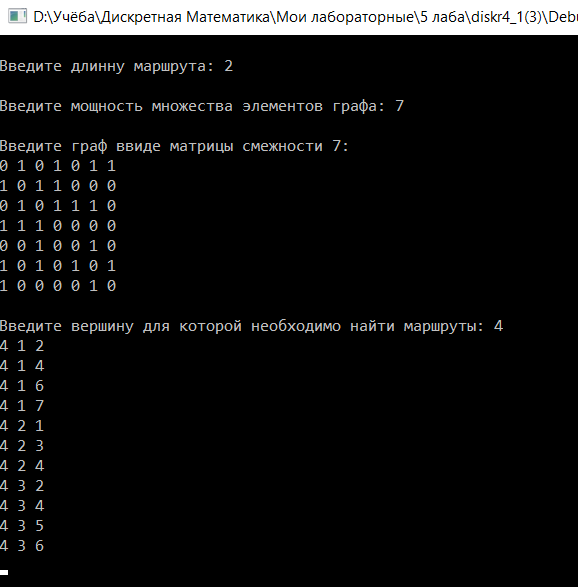 D:\Учёба\Дискретная Математика\Мои лабораторные\5 лаба\diskr4_1(3)\Debu
Введите длинну маршрута: 2
Введите мощность множества элементов графа: 7
Введите граф ввиде матрицы смежности 7:
0 1 0 1 0 1 1
1 0 1 1 0 0 0
0 1 0 1 1 1 0
1 1 1 0 0 0 0
0 0 1 0 0 1 0
1 0 1 0 1 0 1
1 0 0 0 0 1 0
Введите вершину для которой необходимо найти маршруты: 4
4 1 2
4 1 4
4 1 6
4 1 7
4 2 1
4 2 3
4 2 4
4 3 2
4 3 4
4 3 5
4 3 6